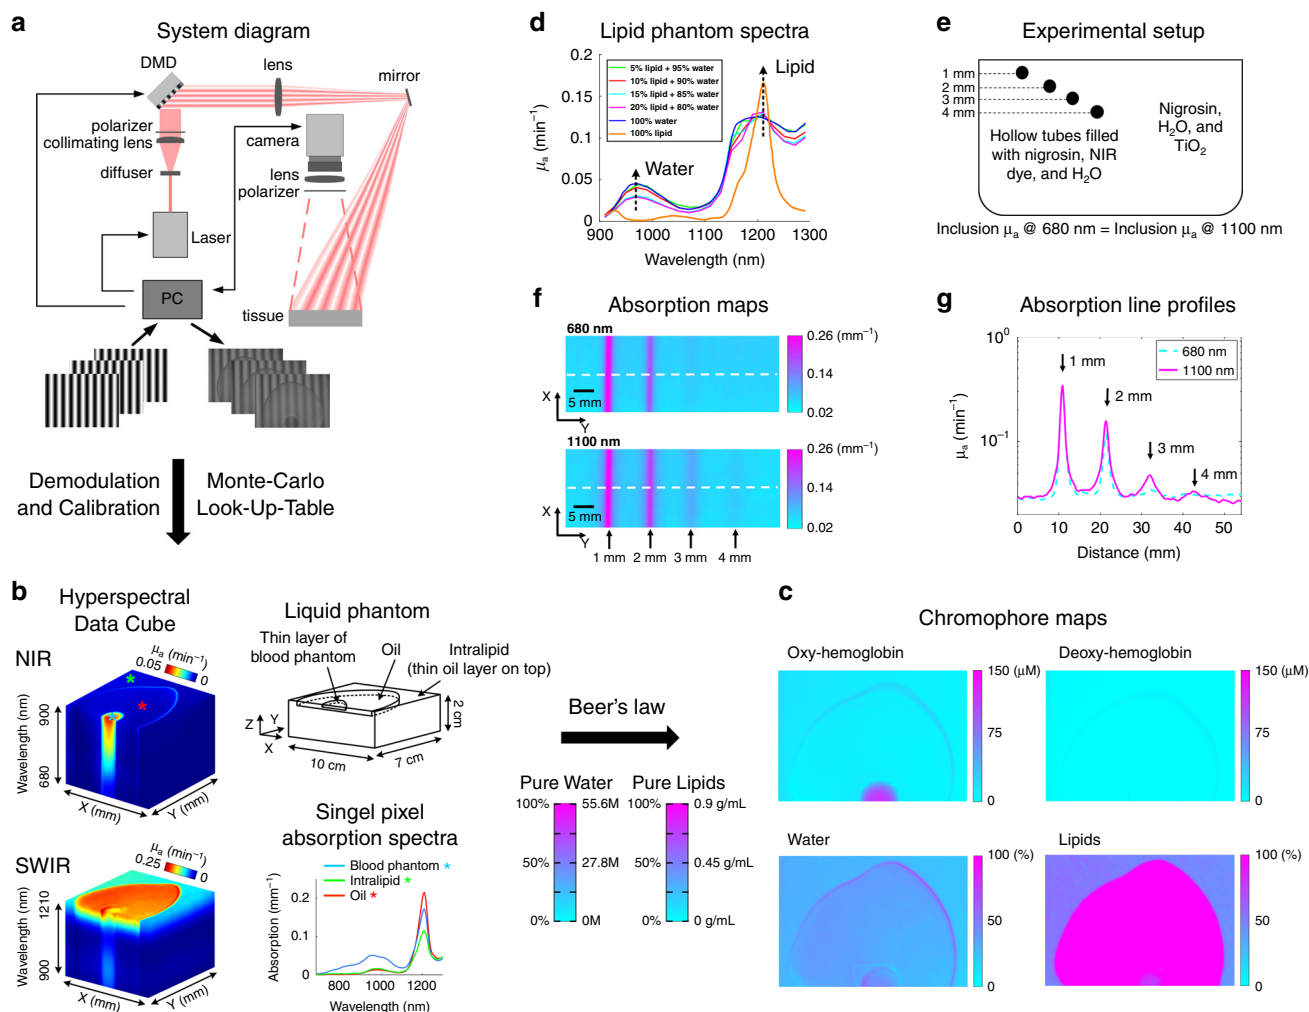 a
System diagram
DMD
lens
mirror
polarizer
collimating lens
camera
diffuser
lens
polarizer
Laser
PC
tissue
Demodulation
and Calibration
Monte-Carlo
Look-Up-Table
d
Lipid phantom spectra
0.2
0.15
0.1
0.05
0
μa (min⁻¹)
5% lipid + 95% water
10% lipid + 90% water
15% lipid + 85% water
20% lipid + 80% water
100% water
100% lipid
Lipid
Water
900 1000 1100 1200 1300
Wavelength (nm)
e
Experimental setup
1 mm
2 mm
3 mm
4 mm
Hollow tubes filled
with nigrosin, NIR
dye, and H₂O
Nigrosin,
H₂O, and
TiO₂
Inclusion μa @ 680 nm = Inclusion μa @ 1100 nm
f
Absorption maps
680 nm
X
Y
5 mm
0.26 (mm⁻¹)
0.14
0.02
1100 nm
X
Y
5 mm
0.26 (mm⁻¹)
0.14
0.02
1 mm 2 mm 3 mm 4 mm
g
Absorption line profiles
10⁰
10⁻¹
μa (min⁻¹)
680 nm
1100 nm
1 mm
2 mm
3 mm
4 mm
0 10 20 30 40 50
Distance (mm)
b
Hyperspectral
Data Cube
NIR
μa (min⁻¹)
0.05
0
Wavelength (nm)
900
680
X (mm)
Y (mm)
SWIR
μa (min⁻¹)
0.25
0
Wavelength (nm)
1210
900
X (mm)
Y (mm)
Liquid phantom
Thin layer of
blood phantom
Oil
Intralipid
(thin oil layer on top)
Z
Y
X
10 cm
7 cm
2 cm
Singel pixel
absorption spectra
Blood phantom *
Intralipid *
Oil *
Absorption (mm⁻¹)
0.2
0.1
0
800 1000 1200
Wavelength (nm)
Beer's law
Pure Water
100% 55.6M
50% 27.8M
0% 0M
Pure Lipids
100% 0.9 g/mL
50% 0.45 g/mL
0% 0 g/mL
c
Chromophore maps
Oxy-hemoglobin
150 (μM)
75
0
Deoxy-hemoglobin
150 (μM)
75
0
Water
100 (%)
50
0
Lipids
100 (%)
50
0